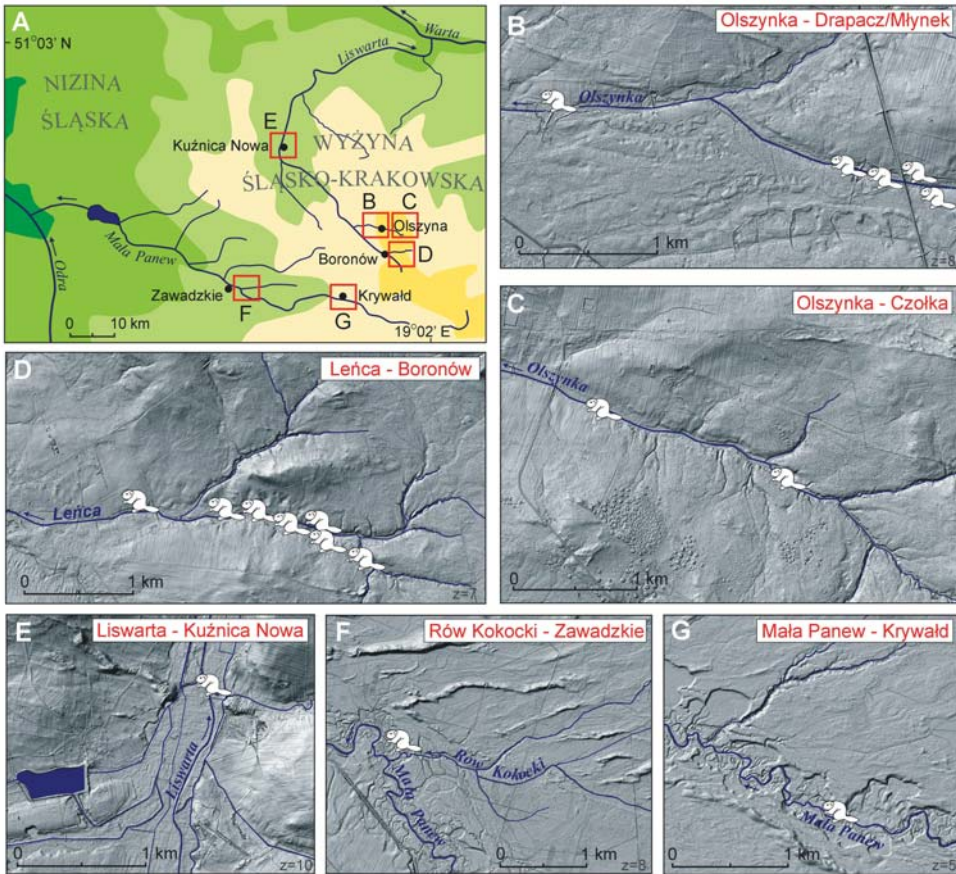 A
51°03' N
NIZINA
ŚLĄSKA
Warta
Liswarta
E
Kuźnica Nowa
WYŻYNA
ŚLĄSKO-KRAKOWSKA
B
C
Olszyna
Boronów
D
Mała Panew
Odra
Zawadzkie
F
Krywałd
G
0
10 km
19°02' E
B
Olszynka - Drapacz/Młynek
Olszynka
0
1 km
z=8
C
Olszynka - Czołka
Olszynka
0
1 km
D
Leńca - Boronów
Leńca
0
1 km
z=7
E
Liswarta - Kuźnica Nowa
Liswarta
0
1 km
z=10
F
Rów Kokocki - Zawadzkie
Rów Kokocki
Mała Panew
0
1 km
z=8
G
Mała Panew - Krywałd
Mała Panew
0
1 km